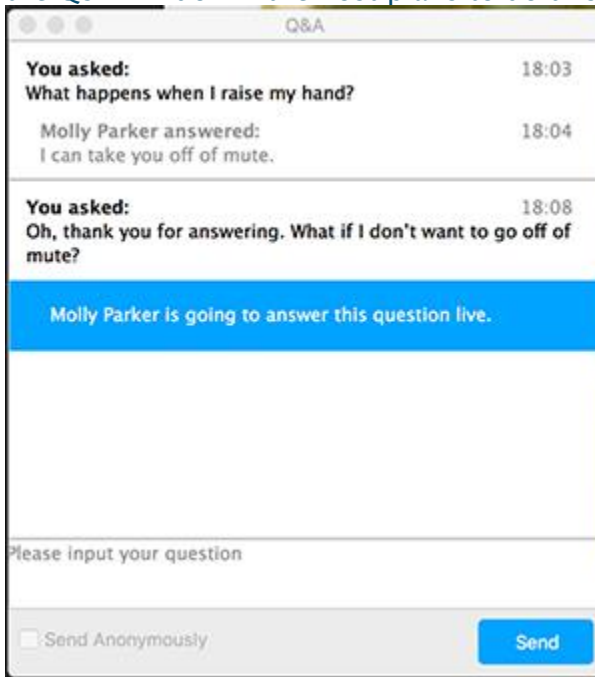 Q&A
You asked: 18:03
What happens when I raise my hand?
Molly Parker answered: 18:04
I can take you off of mute.
You asked: 18:08
Oh, thank you for answering. What if I don't want to go off of
mute?
Molly Parker is going to answer this question live.
Please input your question
Send Anonymously
Send